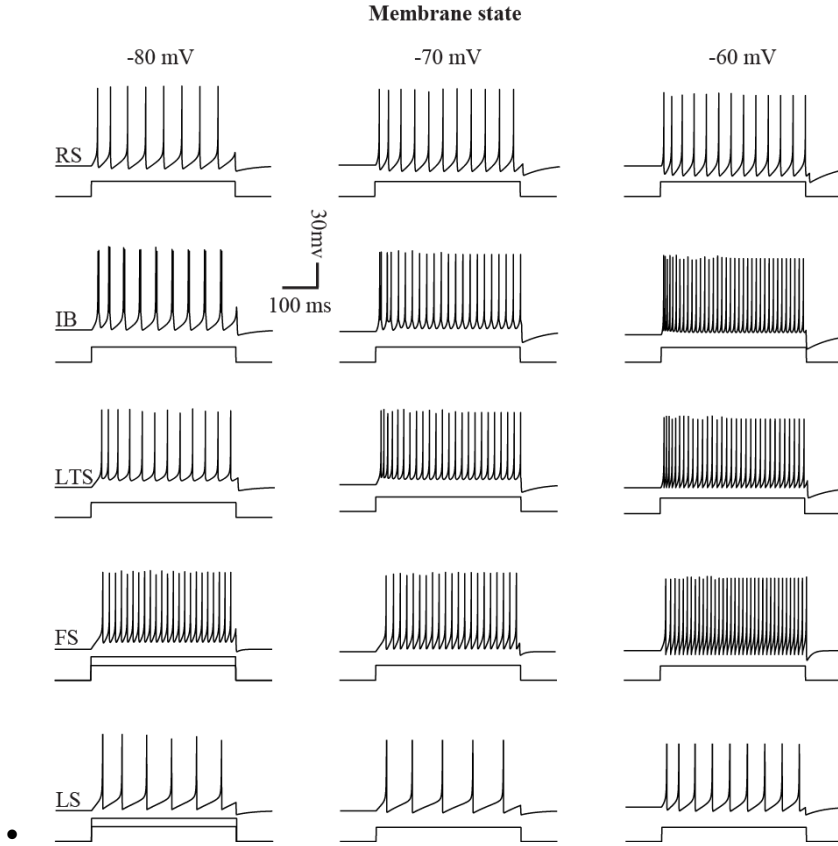 Membrane state
-80 mV -70 mV -60 mV
RS
30mv
100 ms
IB
LTS
FS
LS